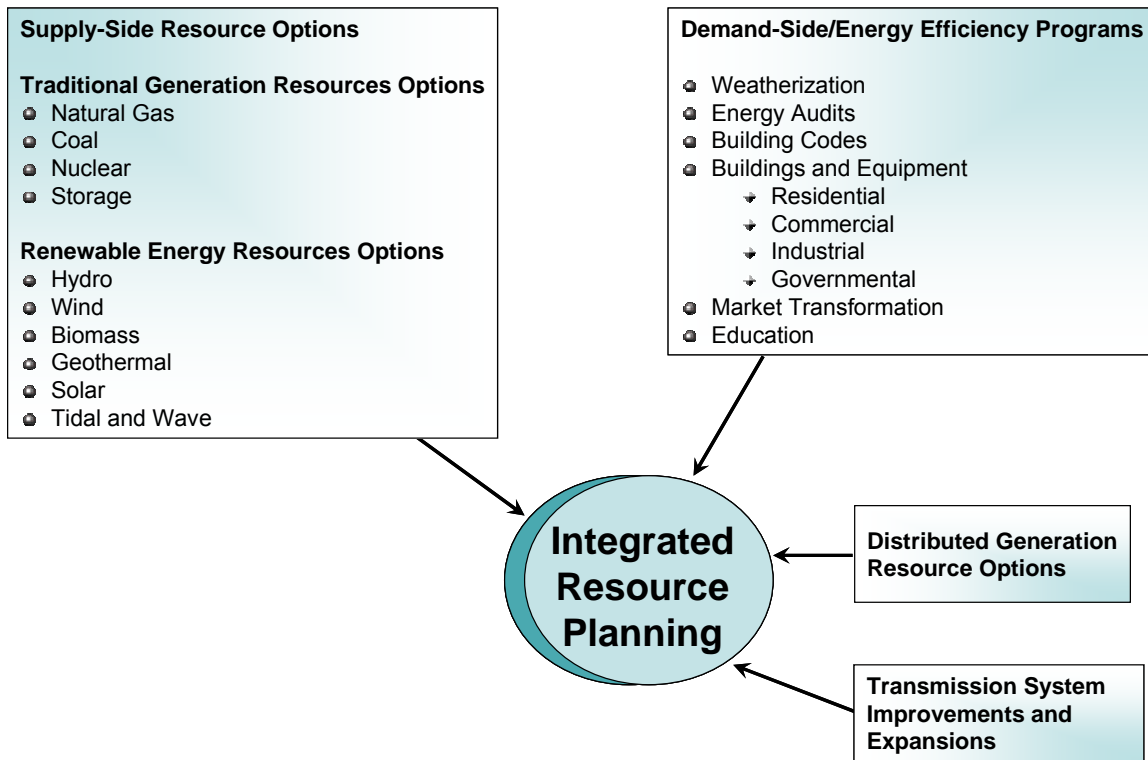 Supply-Side Resource Options
Traditional Generation Resources Options
Natural Gas
Coal
Nuclear
Storage
Renewable Energy Resources Options
Hydro
Wind
Biomass
Geothermal
Solar
Tidal and Wave
Demand-Side/Energy Efficiency Programs
Weatherization
Energy Audits
Building Codes
Buildings and Equipment
Residential
Commercial
Industrial
Governmental
Market Transformation
Education
Integrated
Resource
Planning
Distributed Generation
Resource Options
Transmission System
Improvements and
Expansions